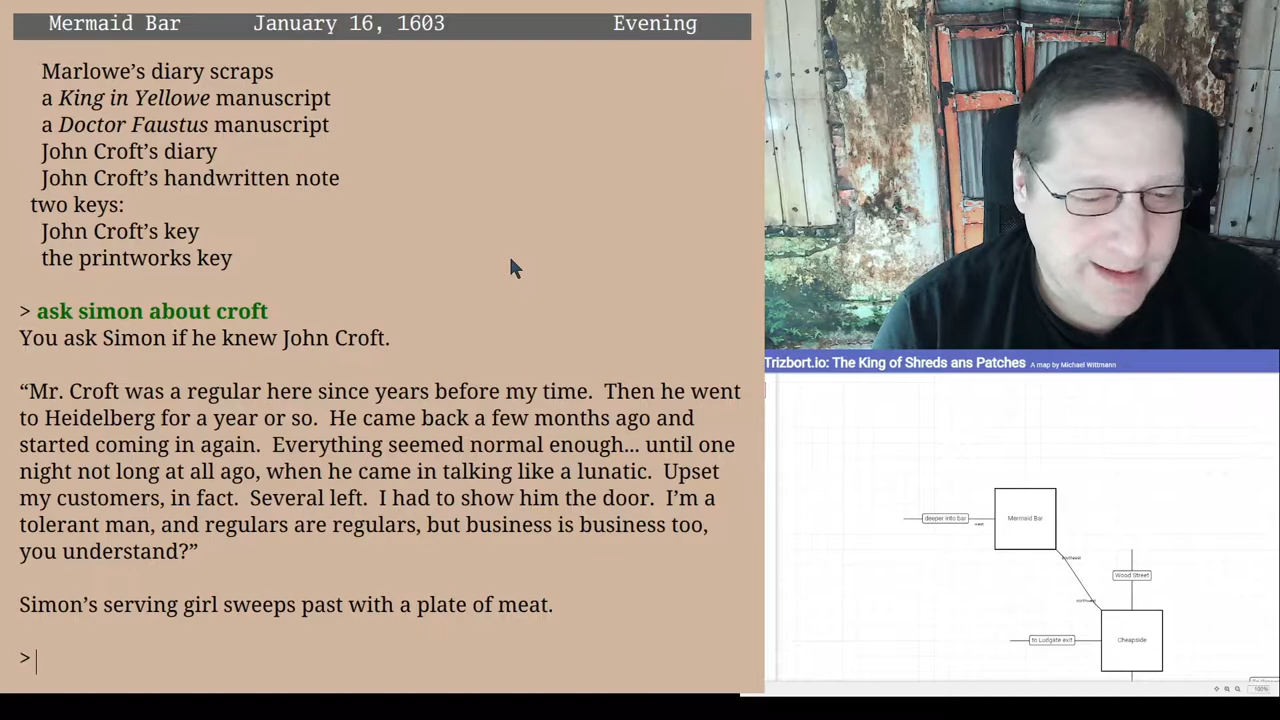 Mermaid Bar January 16, 1603 Evening
Marlowe’s diary scraps
a King in Yellowe manuscript
a Doctor Faustus manuscript
John Croft’s diary
John Croft’s handwritten note
two keys:
John Croft’s key
the printworks key
> ask simon about croft
You ask Simon if he knew John Croft.
“Mr. Croft was a regular here since years before my time. Then he went
to Heidelberg for a year or so. He came back a few months ago and
started coming in again. Everything seemed normal enough... until one
night not long at all ago, when he came in talking like a lunatic. Upset
my customers, in fact. Several left. I had to show him the door. I’m a
tolerant man, and regulars are regulars, but business is business too,
you understand?”
Simon’s serving girl sweeps past with a plate of meat.
>
Trizbort.io: The King of Shreds ans Patches A map by Michael Wittmann
deeper into bar
west
Mermaid Bar
Wood Street
northwest
to Ludgate exit
Cheapside
100%